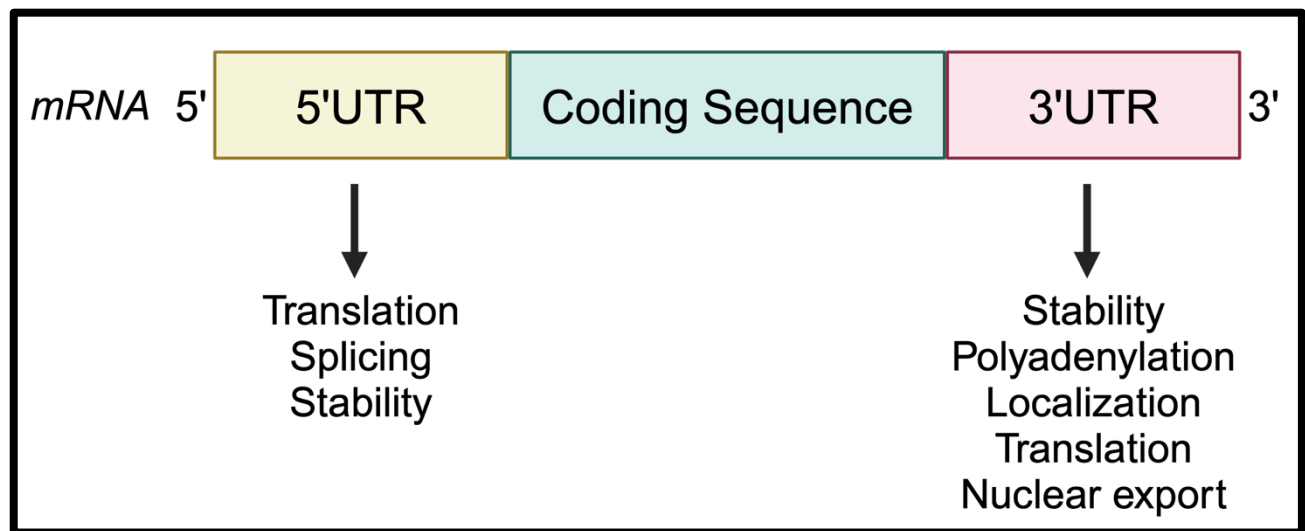 mRNA 5' 5'UTR Coding Sequence 3'UTR 3'
Translation
Splicing
Stability
Stability
Polyadenylation
Localization
Translation
Nuclear export